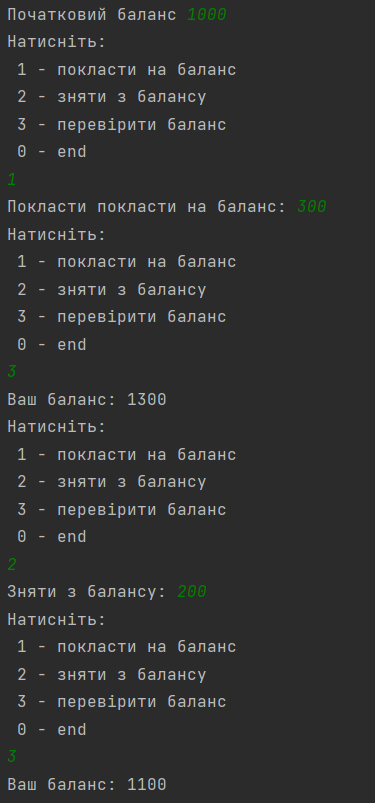 Початковий баланс 1000
Натисніть:
1 - покласти на баланс
2 - зняти з балансу
3 - перевірити баланс
0 - end
1
Покласти покласти на баланс: 300
Натисніть:
1 - покласти на баланс
2 - зняти з балансу
3 - перевірити баланс
0 - end
3
Ваш баланс: 1300
Натисніть:
1 - покласти на баланс
2 - зняти з балансу
3 - перевірити баланс
0 - end
2
Зняти з балансу: 200
Натисніть:
1 - покласти на баланс
2 - зняти з балансу
3 - перевірити баланс
0 - end
3
Ваш баланс: 1100